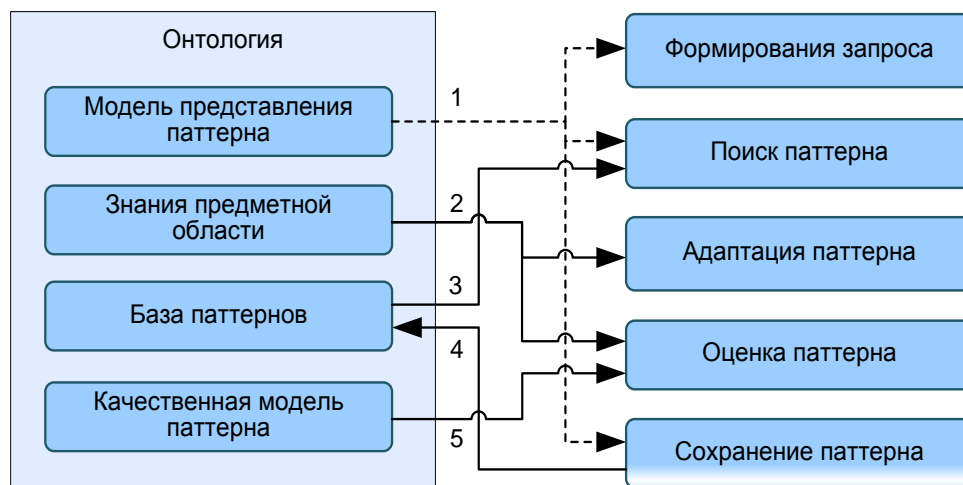 Онтология
Модель представления
паттерна
Знания предметной
области
База паттернов
Качественная модель
паттерна
1
2
3
4
5
Формирования запроса
Поиск паттерна
Адаптация паттерна
Оценка паттерна
Сохранение паттерна